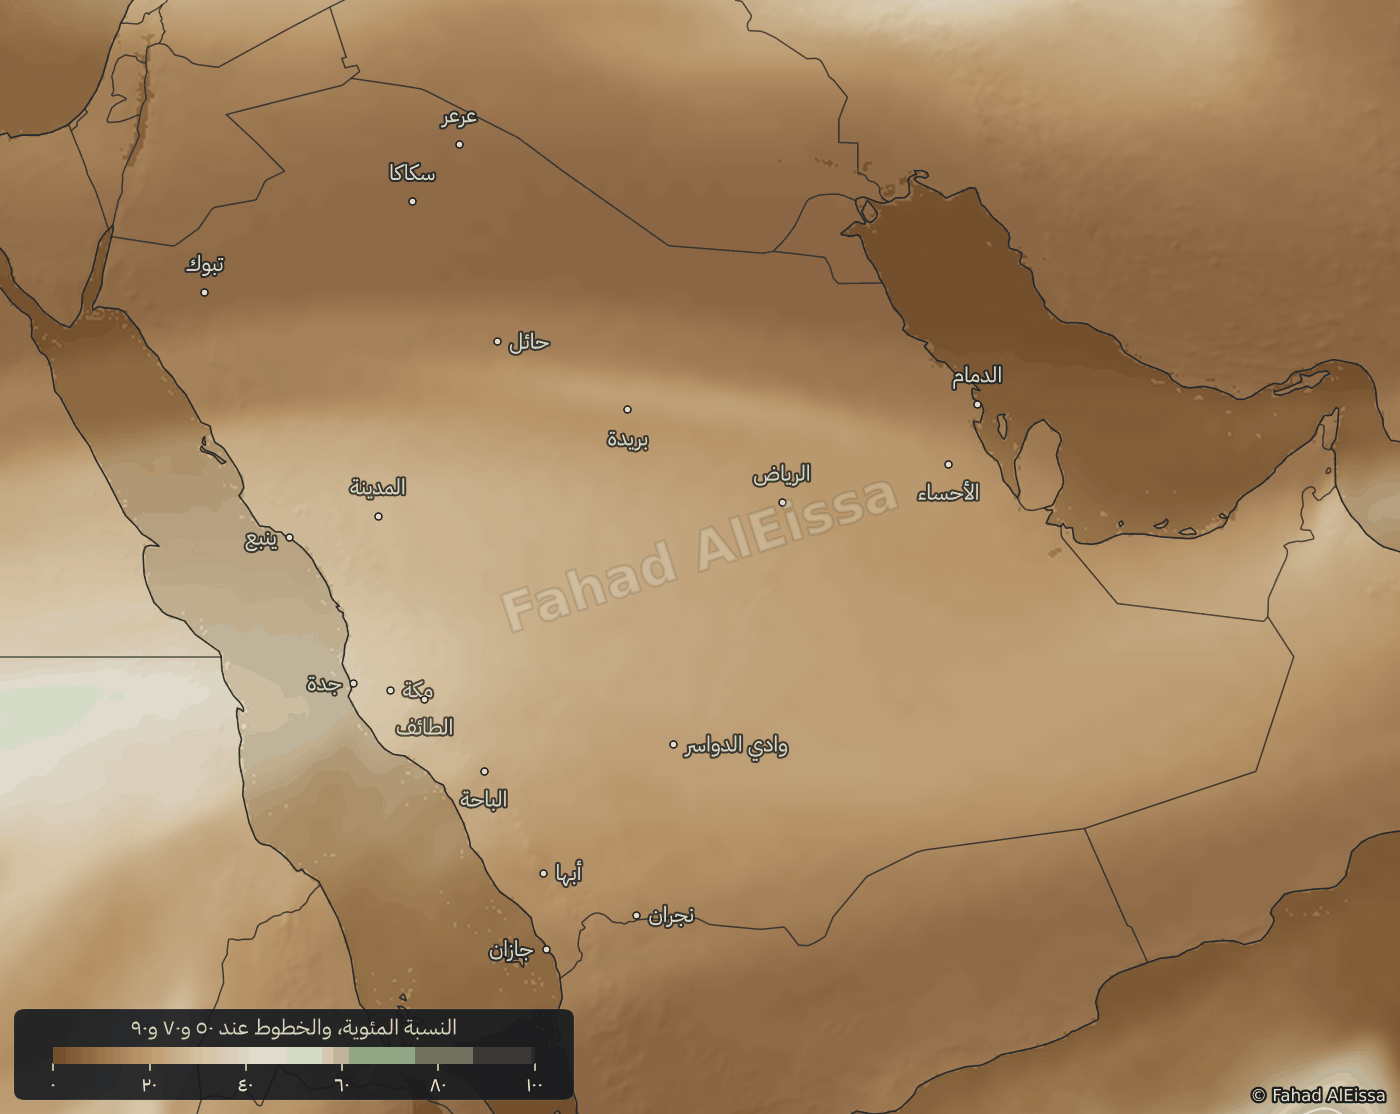 عرعر
سكاكا
تبوك
حائل
الدمام
بريدة
الرياض
الأحساء
المدينة
ينبع
Fahad AlEissa
جدة
مكة
الطائف
وادي الدواسر
الباحة
أبها
نجران
جازان
النسبة المئوية، والخطوط عند ٥٠ و٧٠ و٩٠
٠ ٢٠ ٤٠ ٦٠ ٨٠ ١٠٠
© Fahad AlEissa